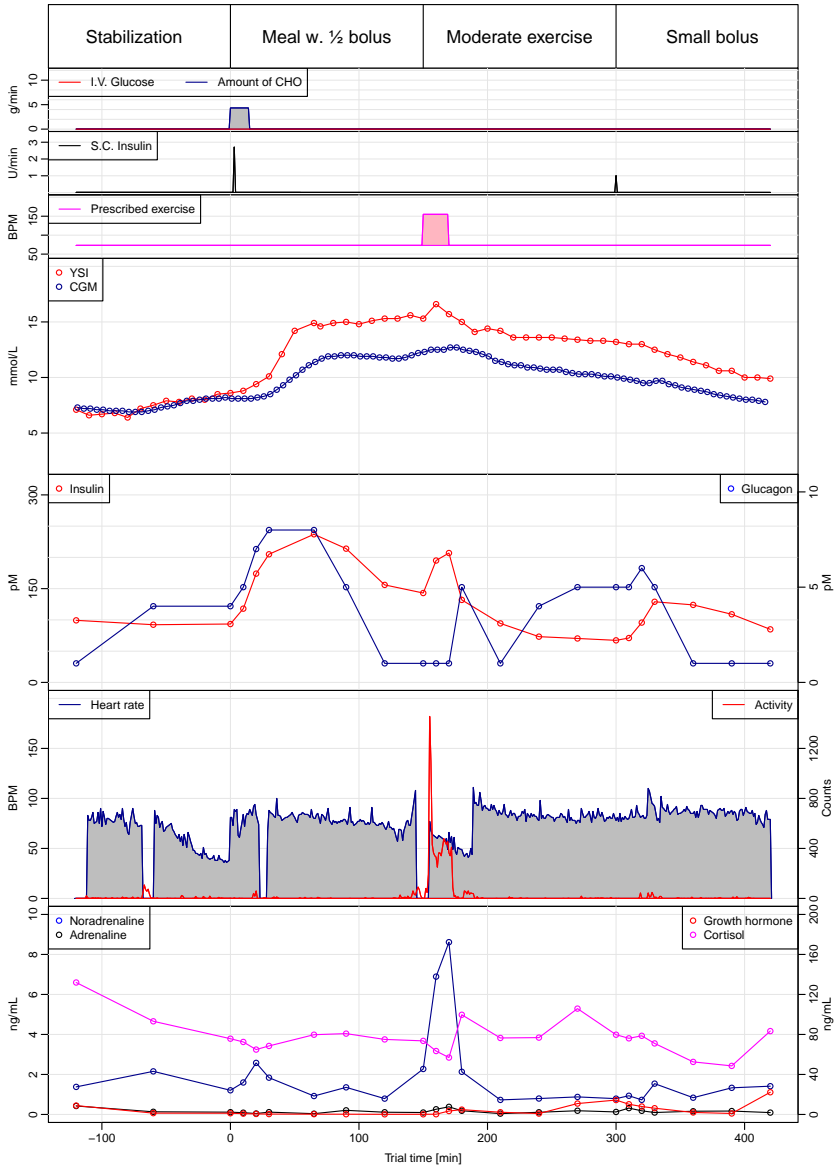 Stabilization Meal w. ½ bolus Moderate exercise Small bolus
I.V. Glucose Amount of CHO
g/min
0 5 10
S.C. Insulin
U/min
1 2 3
Prescribed exercise
BPM
50 150
YSI
CGM
mmol/L
5 10 15
Insulin Glucagon
pM
0 150 300
pM
0 5 10
Heart rate Activity
BPM
0 50 100 150
Counts
0 400 800 1400
Noradrenaline Growth hormone
Adrenaline Cortisol
ng/mL
0 2 4 6 8 10
ng/mL
0 40 80 120 160 200
−100 0 100 200 300 400
Trial time [min]